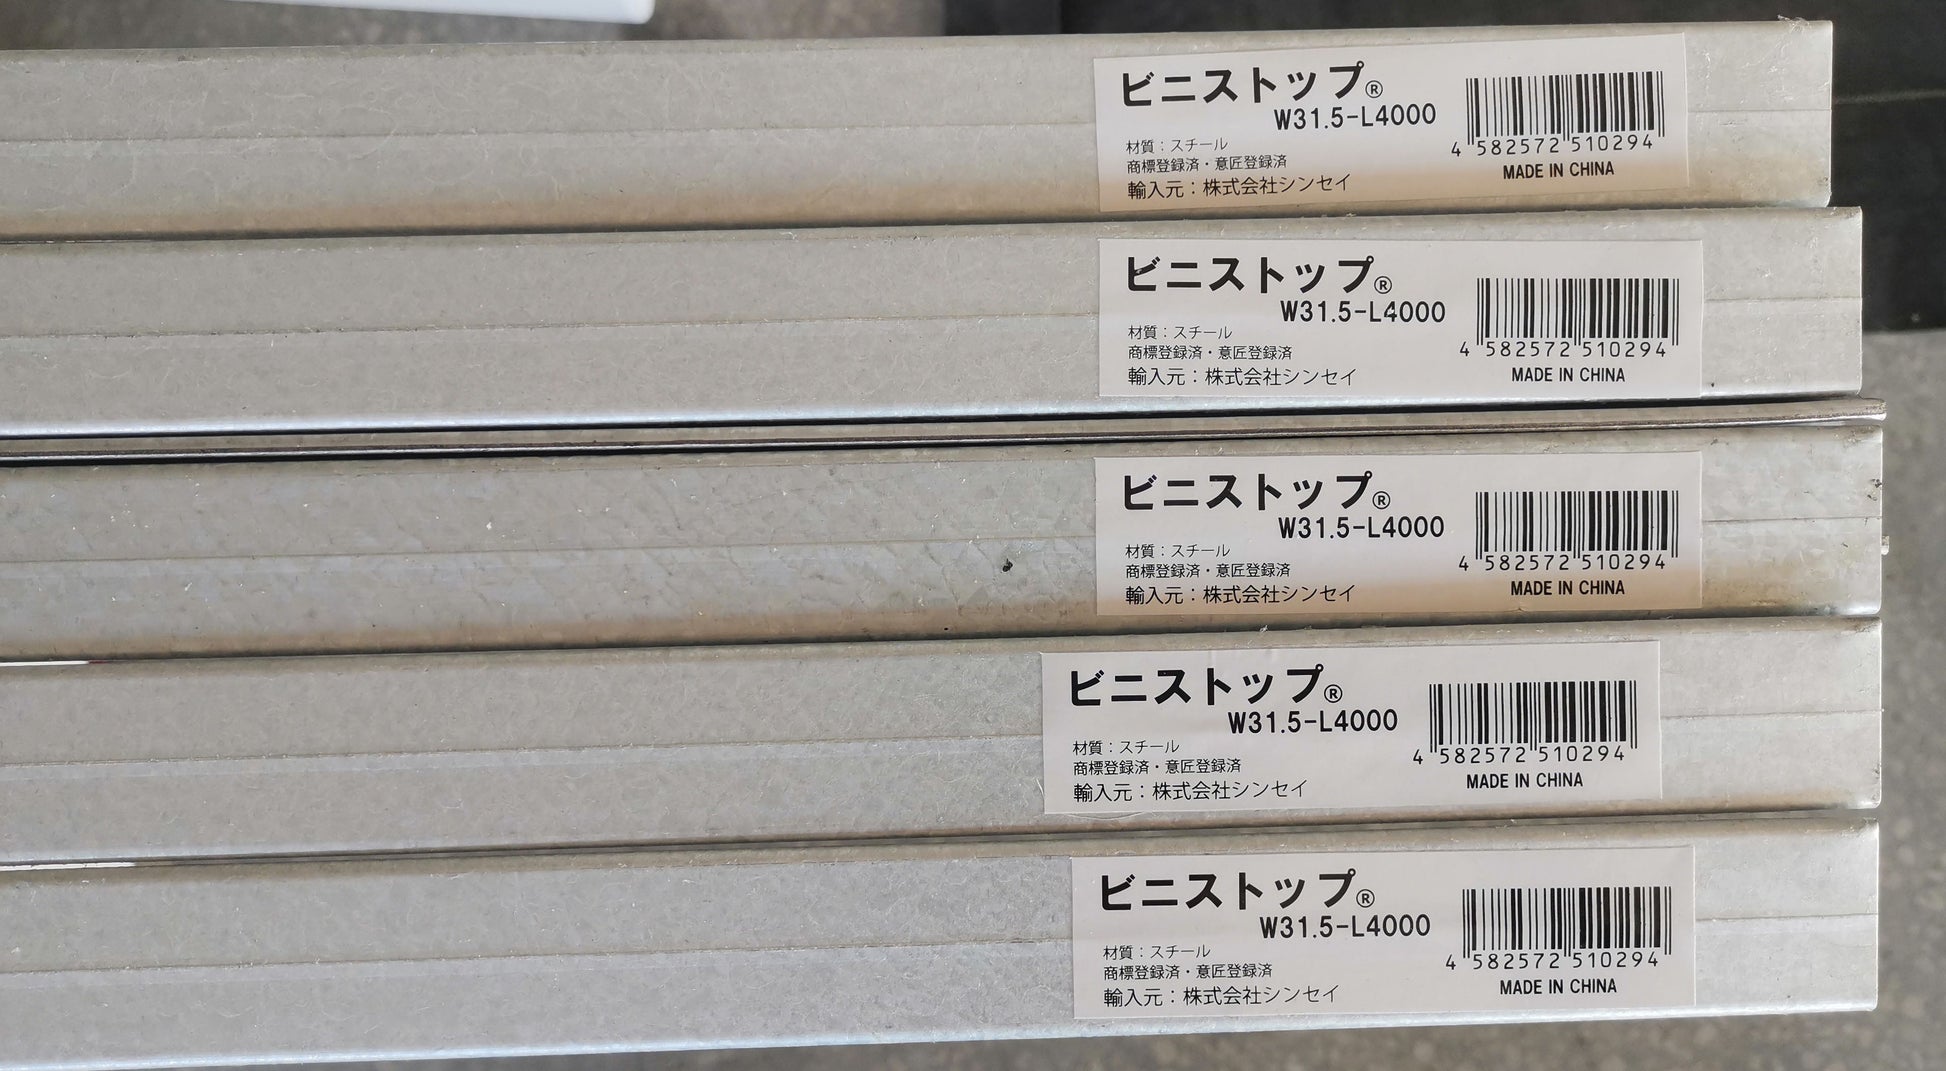 ビニストップ®
W31.5-L4000
材質：スチール
商標登録済・意匠登録済
輸入元：株式会社シンセイ
4 582572 510294
MADE IN CHINA
ビニストップ®
W31.5-L4000
材質：スチール
商標登録済・意匠登録済
輸入元：株式会社シンセイ
4 582572 510294
MADE IN CHINA
ビニストップ®
W31.5-L4000
材質：スチール
商標登録済・意匠登録済
輸入元：株式会社シンセイ
4 582572 510294
MADE IN CHINA
ビニストップ®
W31.5-L4000
材質：スチール
商標登録済・意匠登録済
輸入元：株式会社シンセイ
4 582572 510294
MADE IN CHINA
ビニストップ®
W31.5-L4000
材質：スチール
商標登録済・意匠登録済
輸入元：株式会社シンセイ
4 582572 510294
MADE IN CHINA